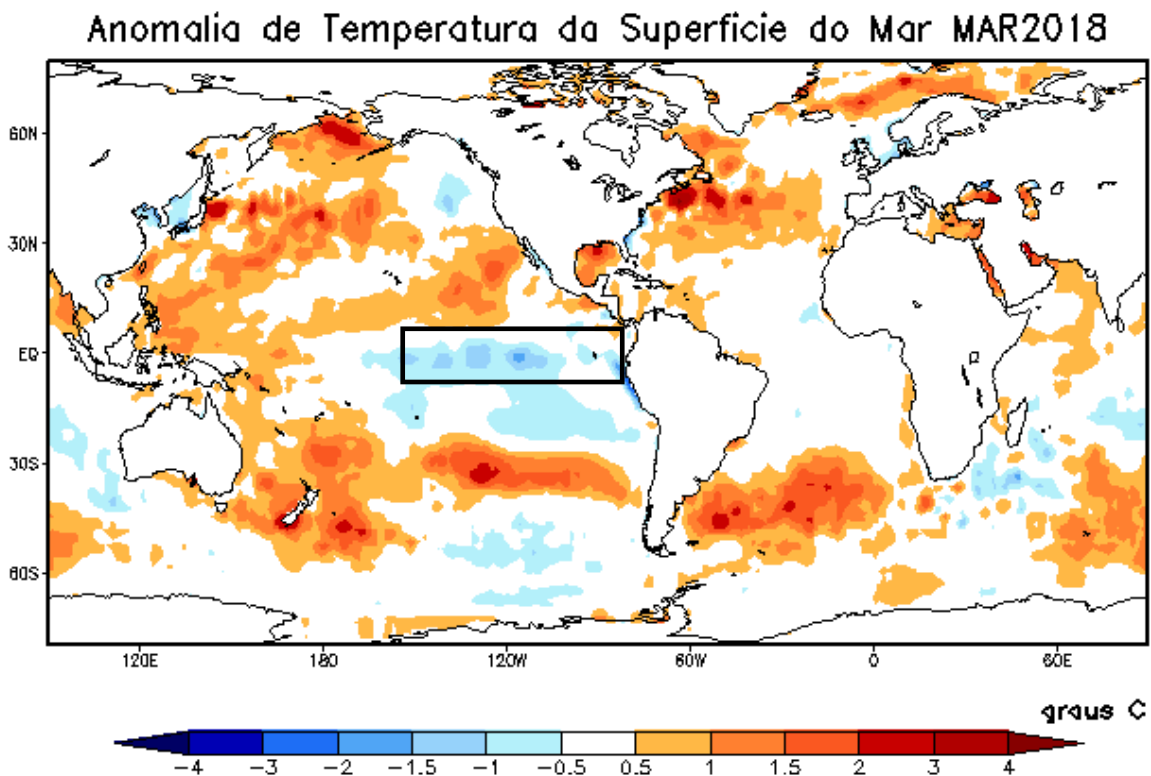 Anomalia de Temperatura da Superficie do Mar MAR2018
60N
30N
EQ
30S
60S
120E 180 120W 60W 0 60E
graus C
−4 −3 −2 −1.5 −1 −0.5 0.5 1 1.5 2 3 4